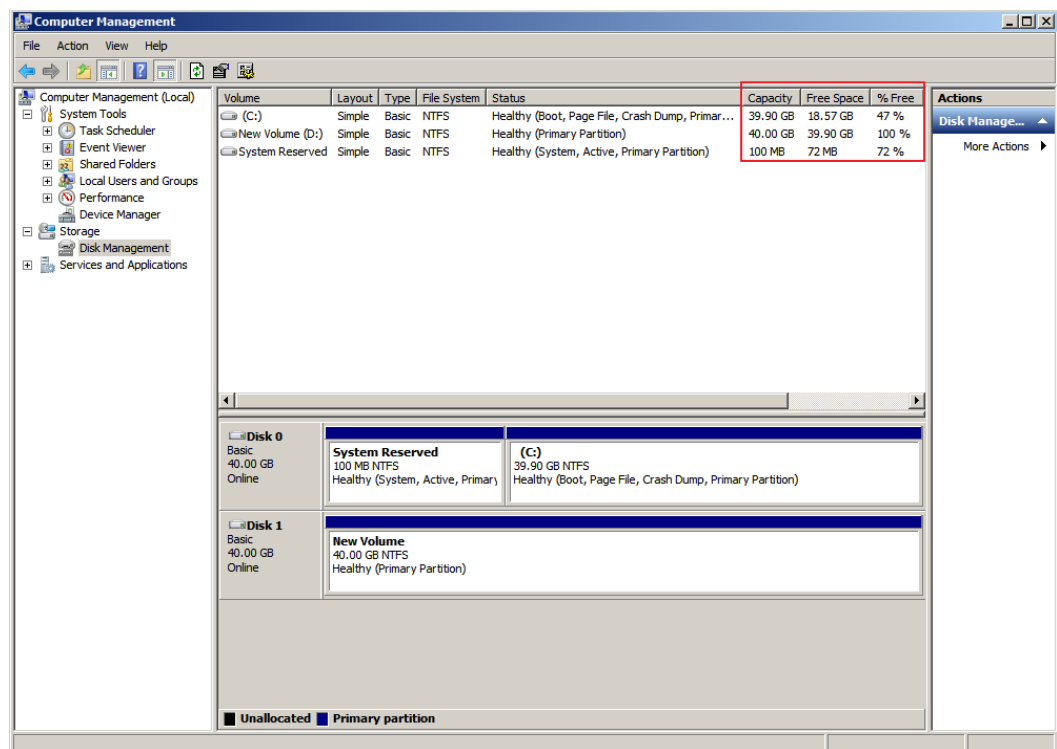 Computer Management
File Action View Help
Computer Management (Local)
System Tools
Task Scheduler
Event Viewer
Shared Folders
Local Users and Groups
Performance
Device Manager
Storage
Disk Management
Services and Applications
Volume Layout Type File System Status Capacity Free Space % Free
(C:) Simple Basic NTFS Healthy (Boot, Page File, Crash Dump, Primar... 39.90 GB 18.57 GB 47 %
New Volume (D:) Simple Basic NTFS Healthy (Primary Partition) 40.00 GB 39.90 GB 100 %
System Reserved Simple Basic NTFS Healthy (System, Active, Primary Partition) 100 MB 72 MB 72 %
Disk 0
Basic
40.00 GB
Online
System Reserved
100 MB NTFS
Healthy (System, Active, Primary
(C:)
39.90 GB NTFS
Healthy (Boot, Page File, Crash Dump, Primary Partition)
Disk 1
Basic
40.00 GB
Online
New Volume
40.00 GB NTFS
Healthy (Primary Partition)
Unallocated Primary partition
Actions
Disk Manage...
More Actions